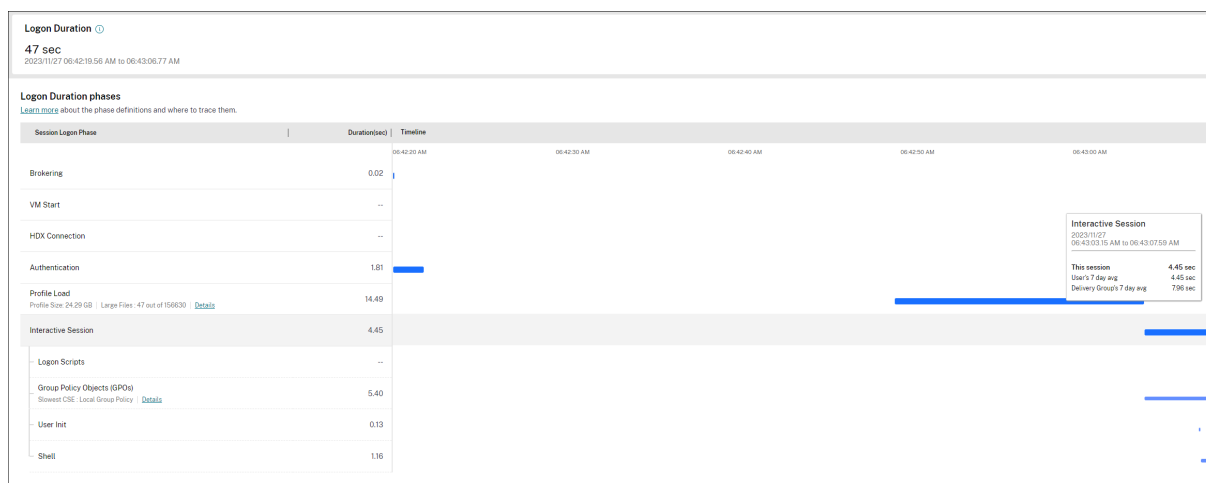 Logon Duration
47 sec
2023/11/27 06:42:19.56 AM to 06:43:06.77 AM
Logon Duration phases
Learn more about the phase definitions and where to trace them.
Session Logon Phase | Duration(sec) | Timeline
06:42:20 AM 06:42:30 AM 06:42:40 AM 06:42:50 AM 06:43:00 AM
Brokering 0.02
VM Start --
HDX Connection --
Authentication 1.81
Profile Load 14.49
Profile Size: 24.29 GB | Large Files : 47 out of 156630 | Details
Interactive Session 4.45
Logon Scripts --
Group Policy Objects (GPOs) 5.40
Slowest CSE : Local Group Policy | Details
User Init 0.13
Shell 1.16
Interactive Session
2023/11/27
06:43:03.15 AM to 06:43:07.59 AM
This session 4.45 sec
User's 7 day avg 4.45 sec
Delivery Group's 7 day avg 7.96 sec